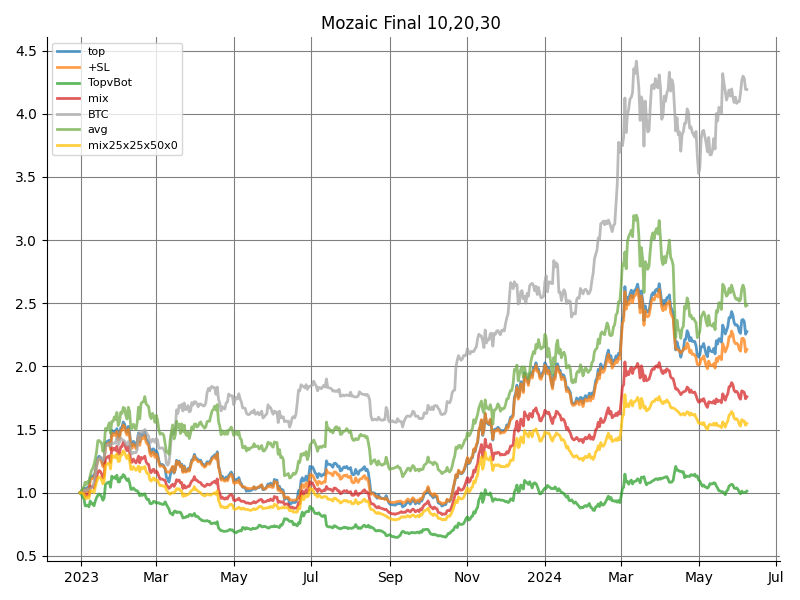 Mozaic Final 10,20,30
top
+SL
TopvBot
mix
BTC
avg
mix25x25x50x0
4.5
4.0
3.5
3.0
2.5
2.0
1.5
1.0
0.5
2023 Mar May Jul Sep Nov 2024 Mar May Jul